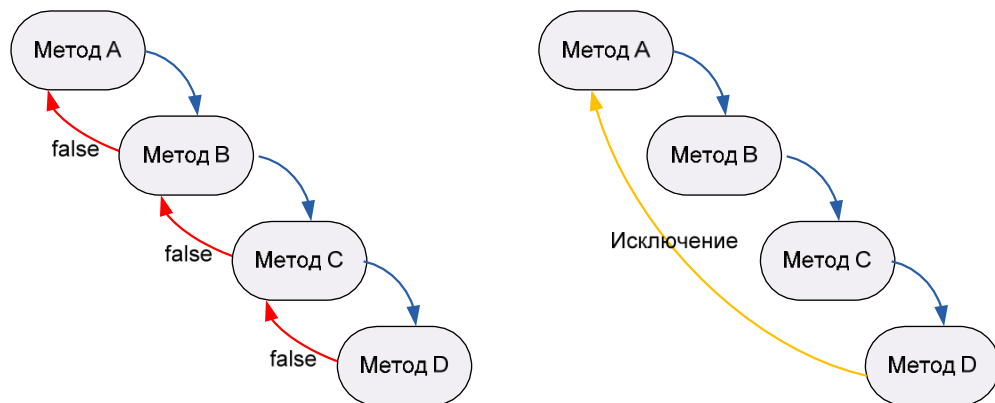 Метод A
false
Метод B
false
Метод C
false
Метод D
Метод A
Метод B
Исключение
Метод C
Метод D